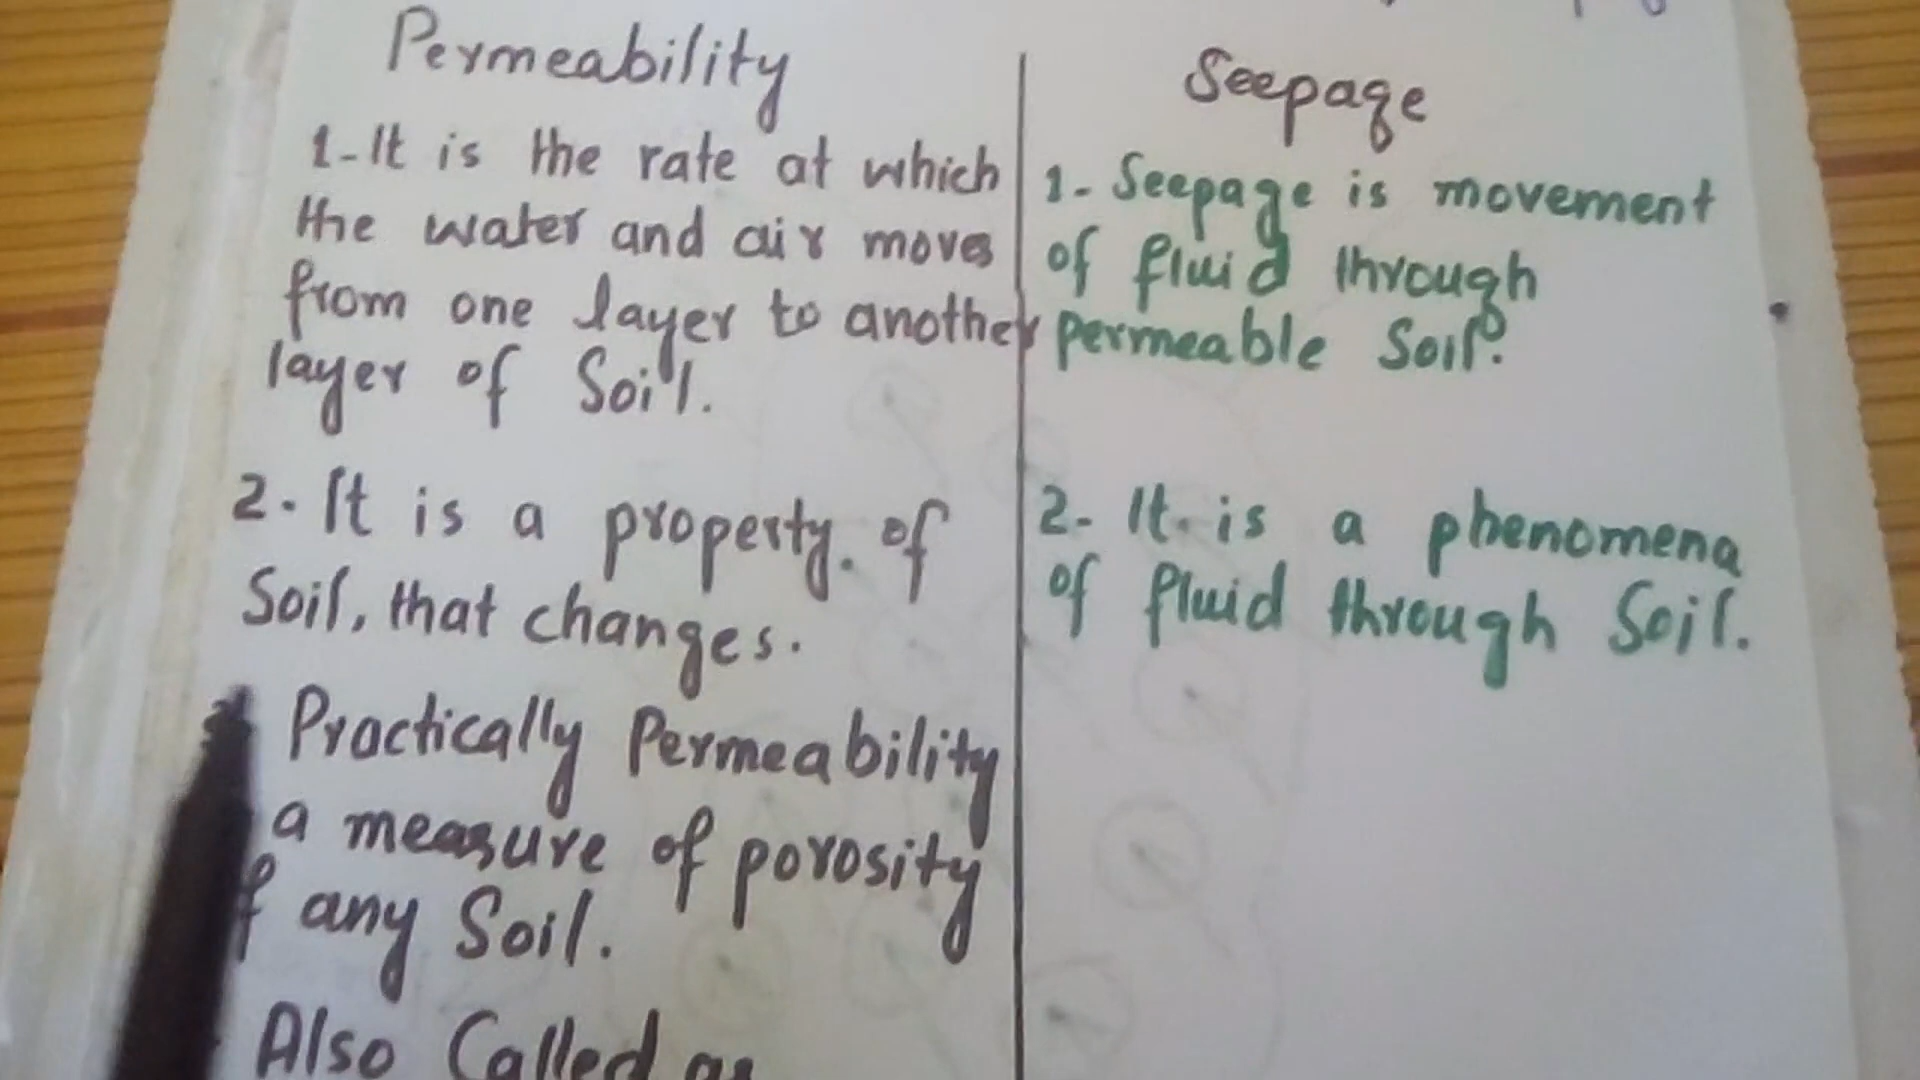 Permeability
1-It is the rate at which
the water and air moves
from one layer to another
layer of Soil.
2. It is a property. of
Soil, that changes.
Practically Permeability
a measure of porosity
any Soil.
Also Called as
Seepage
1- Seepage is movement
of fluid through
permeable Soil.
2- It. is a phenomena
of fluid through Soil.